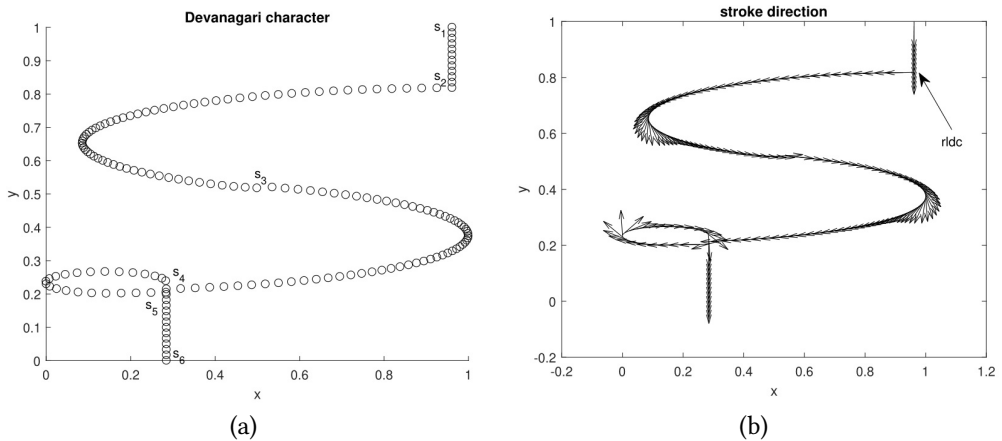 Devanagari character
1
0.9
0.8
0.7
0.6
0.5
0.4
0.3
0.2
0.1
0
y
s1
s2
s3
s4
s5
s6
0 0.2 0.4 0.6 0.8 1
x
(a)
stroke direction
1
0.8
0.6
0.4
0.2
0
-0.2
y
rldc
-0.2 0 0.2 0.4 0.6 0.8 1 1.2
x
(b)